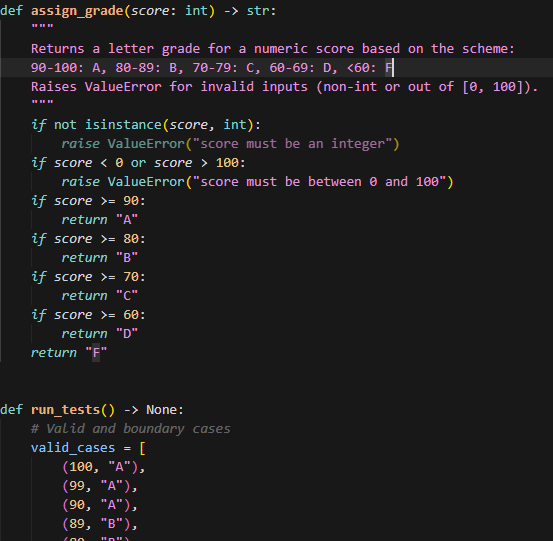 def assign_grade(score: int) -> str:
    """
    Returns a letter grade for a numeric score based on the scheme:
    90-100: A, 80-89: B, 70-79: C, 60-69: D, <60: F
    Raises ValueError for invalid inputs (non-int or out of [0, 100]).
    """
    if not isinstance(score, int):
        raise ValueError("score must be an integer")
    if score < 0 or score > 100:
        raise ValueError("score must be between 0 and 100")
    if score >= 90:
        return "A"
    if score >= 80:
        return "B"
    if score >= 70:
        return "C"
    if score >= 60:
        return "D"
    return "F"
def run_tests() -> None:
    # Valid and boundary cases
    valid_cases = [
        (100, "A"),
        (99, "A"),
        (90, "A"),
        (89, "B"),